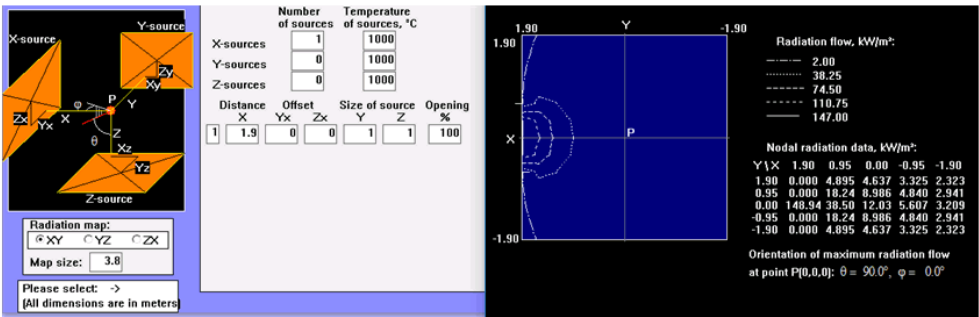 X-source
Y-source
Zy
Xy
P
φ
Y
Zx
Yx
X
Z
θ
Xz
Yz
Z-source
Radiation map:
XY YZ ZX
Map size: 3.8
Please select: ->
(All dimensions are in meters)
Number of sources
Temperature of sources, °C
X-sources 1 1000
Y-sources 0 1000
Z-sources 0 1000
Distance Offset Size of source Opening
X Yx Zx Y Z %
1 1.9 0 0 1 1 100
1.90 Y -1.90
1.90
X
P
-1.90
Radiation flow, kW/m²:
2.00
38.25
74.50
110.75
147.00
Nodal radiation data, kW/m²:
Y\X 1.90 0.95 0.00 -0.95 -1.90
1.90 0.000 4.895 4.637 3.325 2.323
0.95 0.000 18.24 8.986 4.840 2.941
0.00 148.94 38.50 12.03 5.607 3.209
-0.95 0.000 18.24 8.986 4.840 2.941
-1.90 0.000 4.895 4.637 3.325 2.323
Orientation of maximum radiation flow
at point P(0,0,0): θ = 90.0°, φ = 0.0°